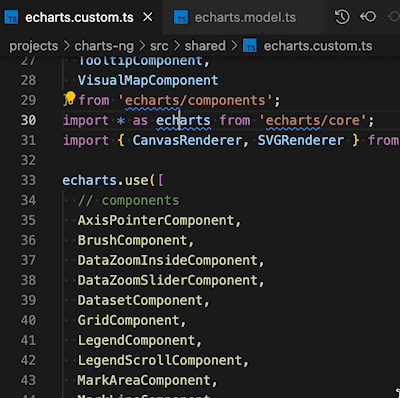 TS echarts.custom.ts × TS echarts.model.ts
projects > charts-ng > src > shared > TS echarts.custom.ts
27 TooltipComponent,
28 VisualMapComponent
29 } from 'echarts/components';
30 import * as echarts from 'echarts/core';
31 import { CanvasRenderer, SVGRenderer } from
32
33 echarts.use([
34 // components
35 AxisPointerComponent,
36 BrushComponent,
37 DataZoomInsideComponent,
38 DataZoomSliderComponent,
39 DatasetComponent,
40 GridComponent,
41 LegendComponent,
42 LegendScrollComponent,
43 MarkAreaComponent,
MarkLineComponent